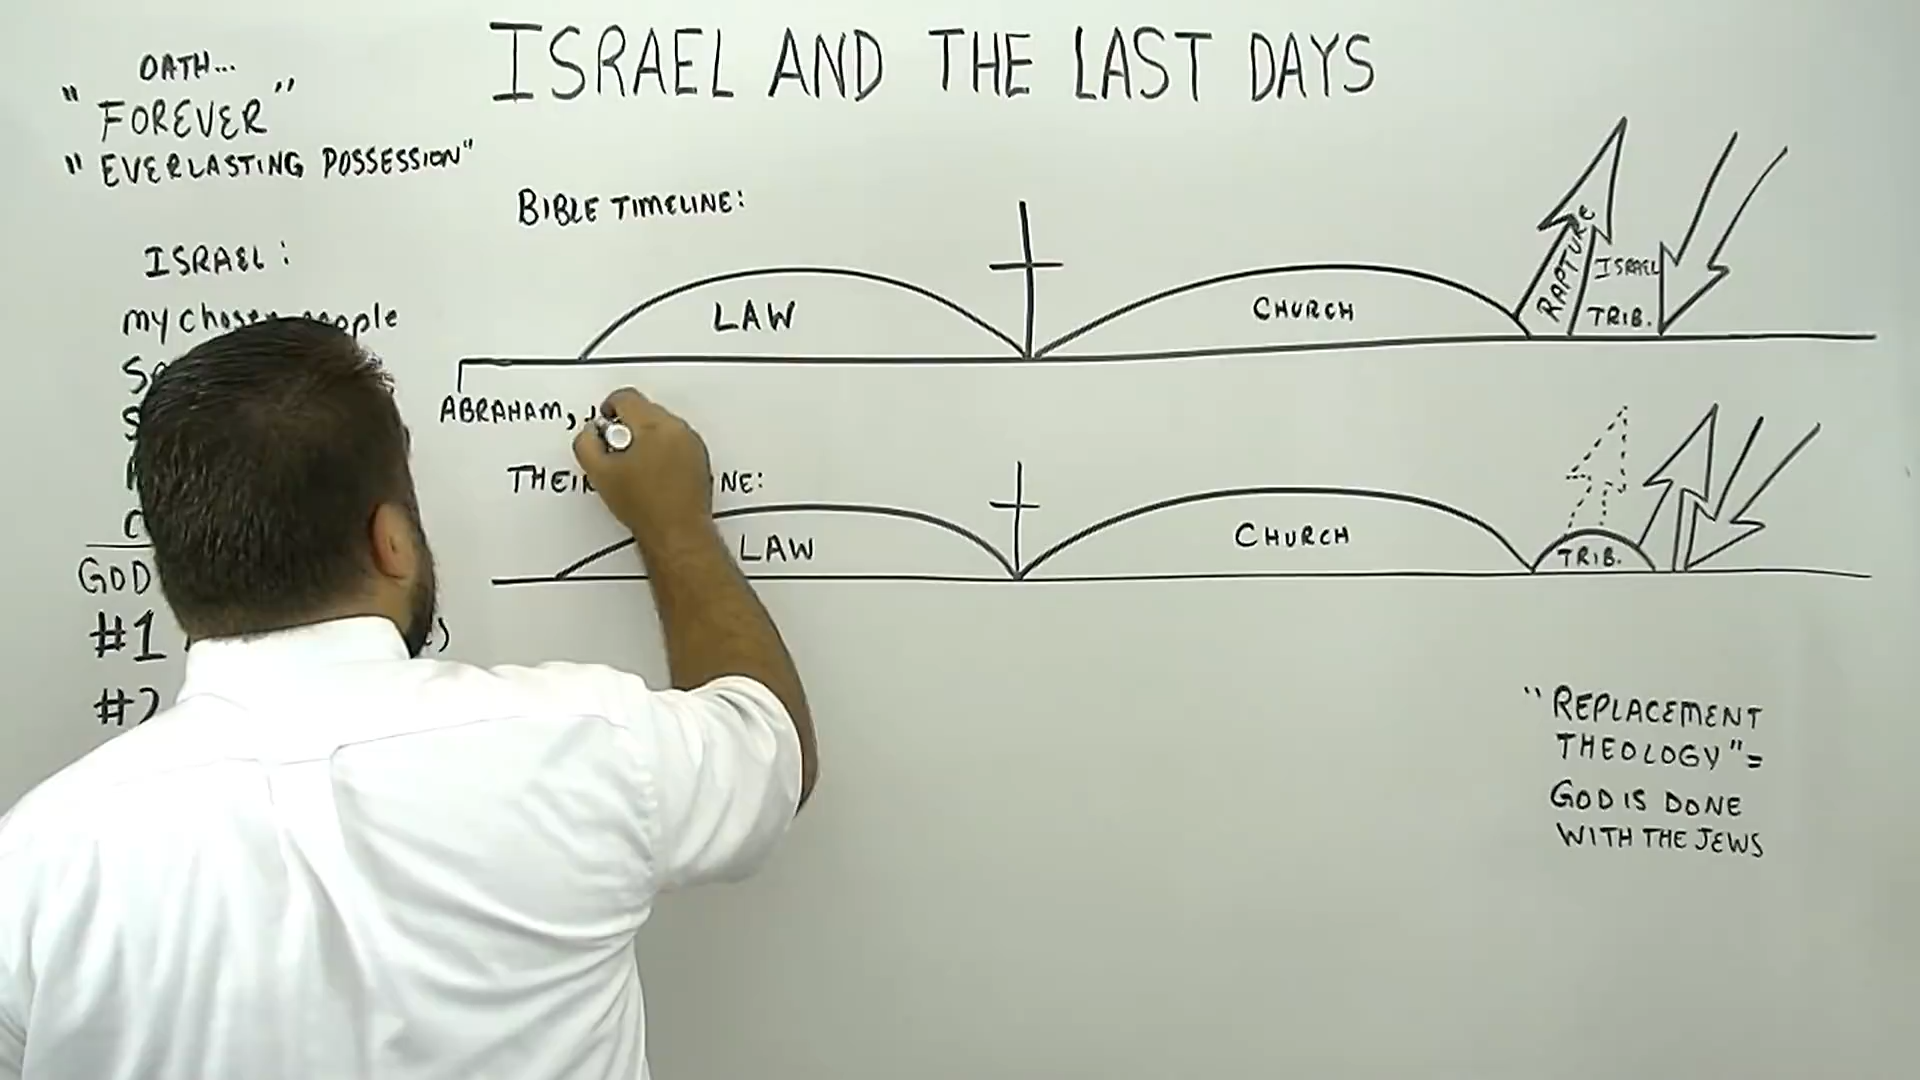 ISRAEL AND THE LAST DAYS
OATH...
"FOREVER"
"EVERLASTING POSSESSION"
ISRAEL:
my chosen people
GOD
#1
#2
BIBLE TIMELINE:
LAW
CHURCH
RAPTURE
ISRAEL
TRIB.
ABRAHAM,
LAW
CHURCH
TRIB.
"REPLACEMENT
THEOLOGY"=
GOD IS DONE
WITH THE JEWS